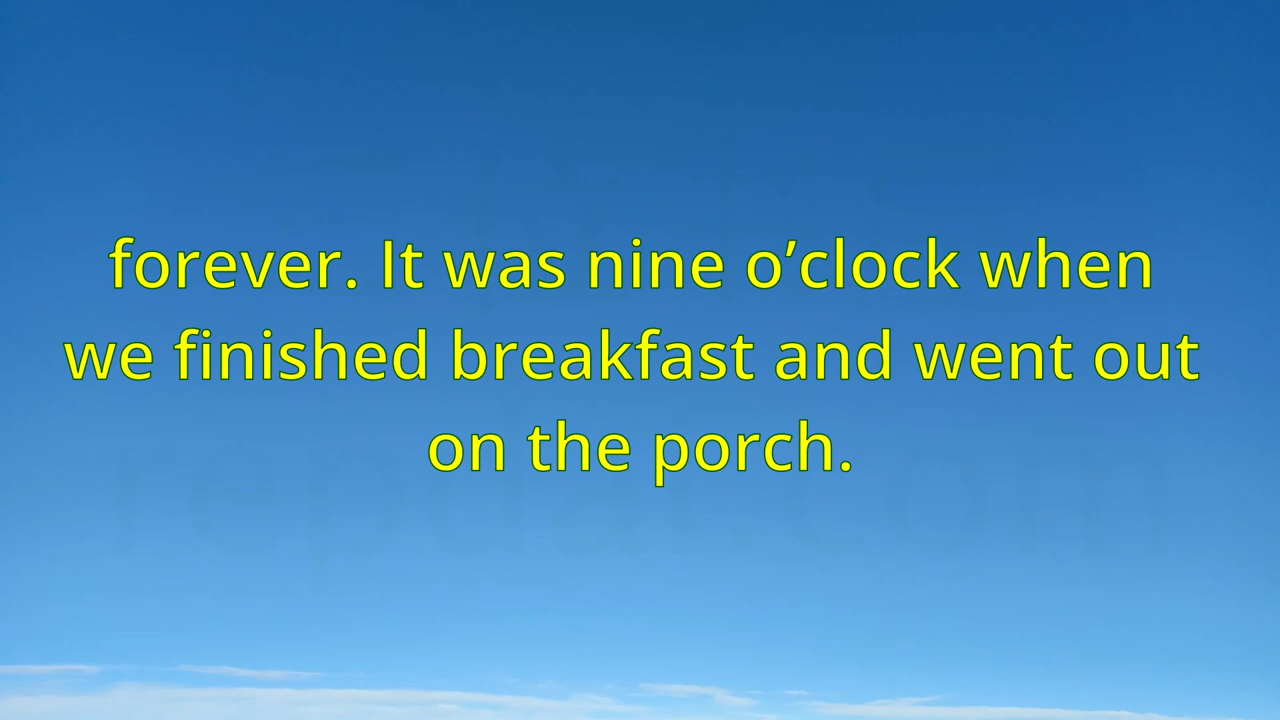 forever. It was nine o’clock when
we finished breakfast and went out
on the porch.